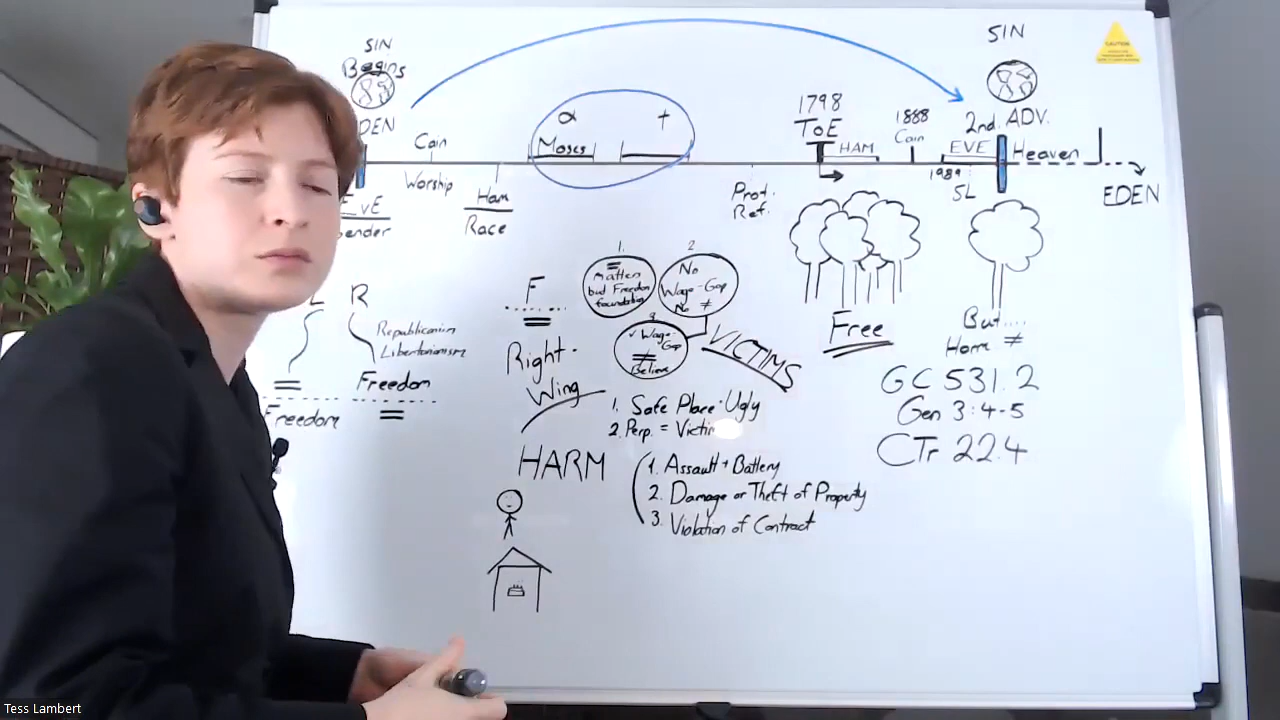 SIN
Begins
EDEN
EvE
Gender
Cain
Worship
Ham
Race
α
Moses
†
Prot.
Ref.
1798
ToE
HAM
1888
Cain
EVE
1989
SL
SIN
2nd. ADV.
Heaven
EDEN
CAUTION
L R
Republicanism
Libertarianism
= Freedom
Freedom =
F
=
Right-
Wing
HARM
1.
=
Matters
but Freedom
foundation
2
No
Wage-Gap
No ≠
✓ Wage-
Gap
≠
Believe
VICTIMS
1. Safe Place-Ugly
2. Perp. = Victim
1. Assault + Battery
2. Damage or Theft of Property
3. Violation of Contract
Free
But....
Home ≠
GC 531.2
Gen 3:4-5
CTr 22.4
Tess Lambert